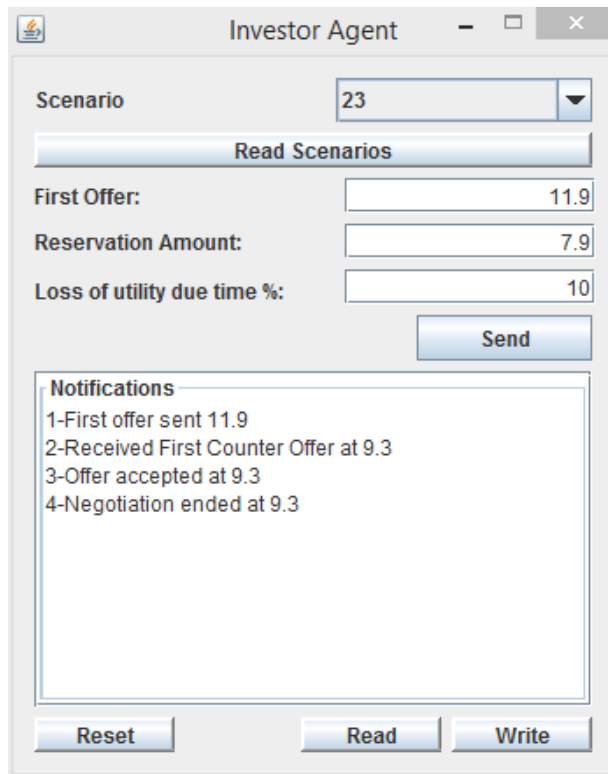 Investor Agent
Scenario 23
Read Scenarios
First Offer: 11.9
Reservation Amount: 7.9
Loss of utility due time %: 10
Send
Notifications
1-First offer sent 11.9
2-Received First Counter Offer at 9.3
3-Offer accepted at 9.3
4-Negotiation ended at 9.3
Reset Read Write